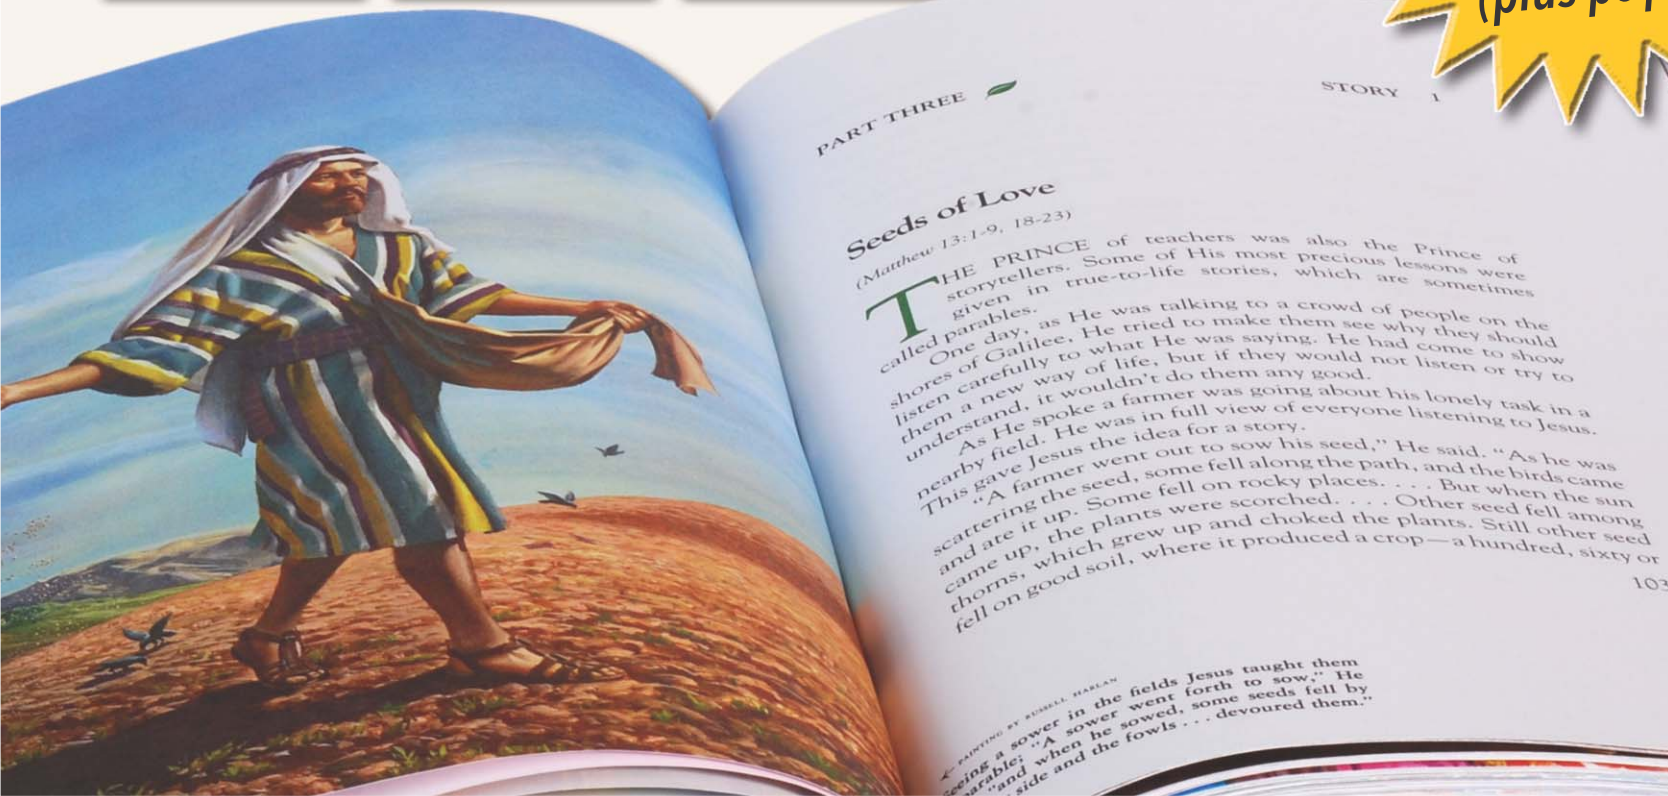 (plus
PART THREE
STORY 1
Seeds of Love
(Matthew 13:1-9, 18-23)
THE PRINCE of teachers was also the Prince of
storytellers. Some of His most precious lessons were
given in true-to-life stories, which are sometimes
called parables.
One day, as He was talking to a crowd of people on the
shores of Galilee, He tried to make them see why they should
listen carefully to what He was saying. He had come to show
them a new way of life, but if they would not listen or try to
understand, it wouldn't do them any good.
As He spoke a farmer was going about his lonely task in a
nearby field. He was in full view of everyone listening to Jesus.
This gave Jesus the idea for a story.
"A farmer went out to sow his seed," He said. "As he was
scattering the seed, some fell along the path, and the birds came
and ate it up. Some fell on rocky places. . . . But when the sun
came up, the plants were scorched. . . . Other seed fell among
thorns, which grew up and choked the plants. Still other seed
fell on good soil, where it produced a crop—a hundred, sixty or
103
PAINTING BY RUSSELL HARLAN
Seeing a sower in the fields Jesus taught them
parable; "A sower went forth to sow," He
"and when he sowed, some seeds fell by
side and the fowls . . . devoured them."